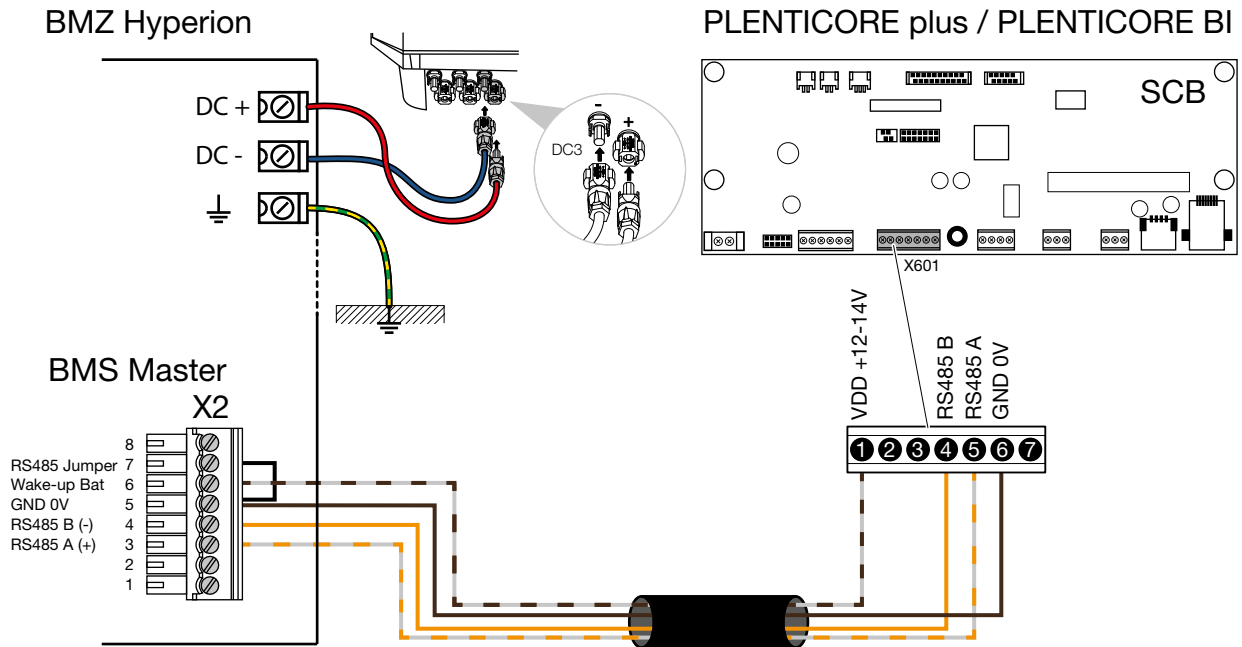 BMZ Hyperion
PLENTICORE plus / PLENTICORE BI
DC +
DC -
-
+
DC3
SCB
X601
BMS Master
X2
8
RS485 Jumper 7
Wake-up Bat 6
GND 0V 5
RS485 B (-) 4
RS485 A (+) 3
2
1
VDD +12-14V
RS485 B
RS485 A
GND 0V
1 2 3 4 5 6 7